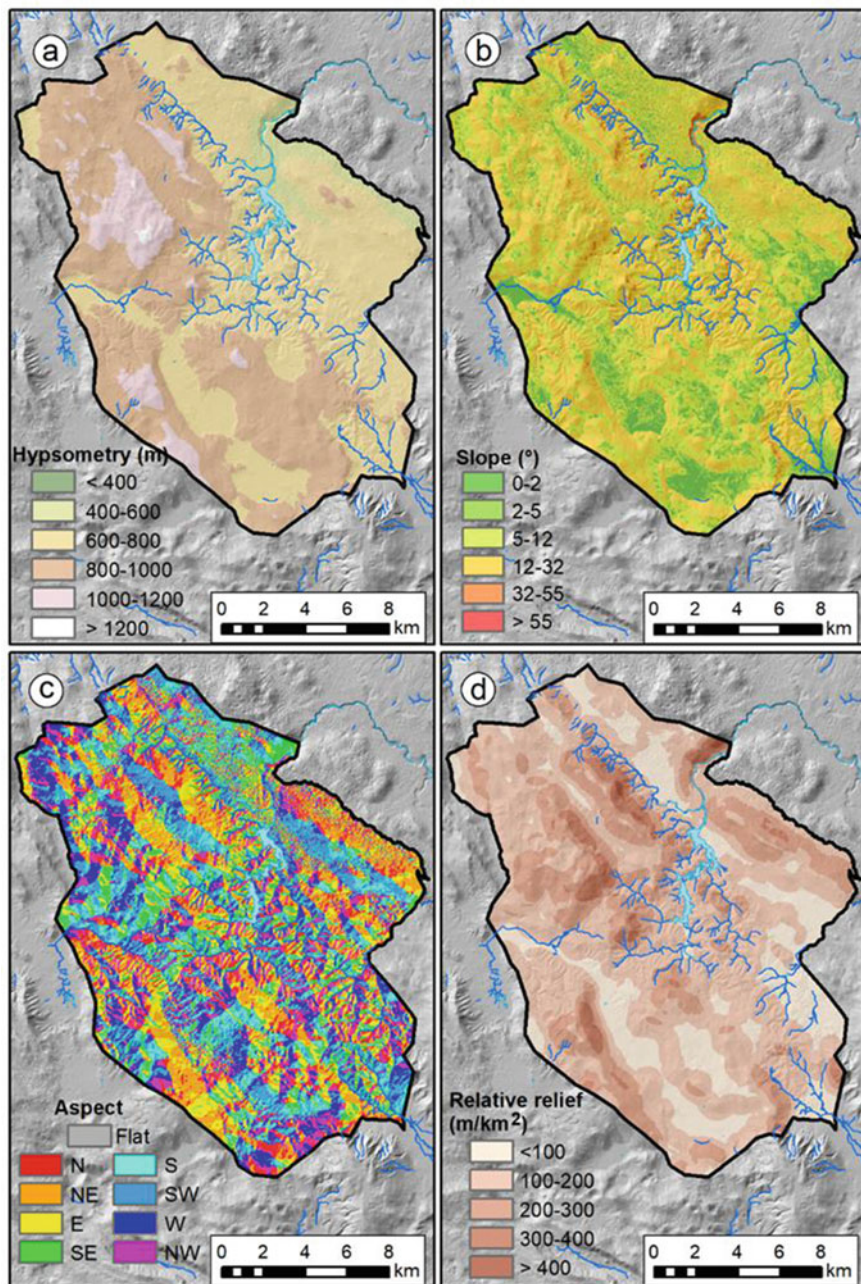 a
Hypsometry (m)
< 400
400-600
600-800
800-1000
1000-1200
> 1200
0 2 4 6 8
km
b
Slope (°)
0-2
2-5
5-12
12-32
32-55
> 55
0 2 4 6 8
km
c
Aspect
Flat
N S
NE SW
E W
SE NW
0 2 4 6 8
km
d
Relative relief
(m/km²)
<100
100-200
200-300
300-400
> 400
0 2 4 6 8
km